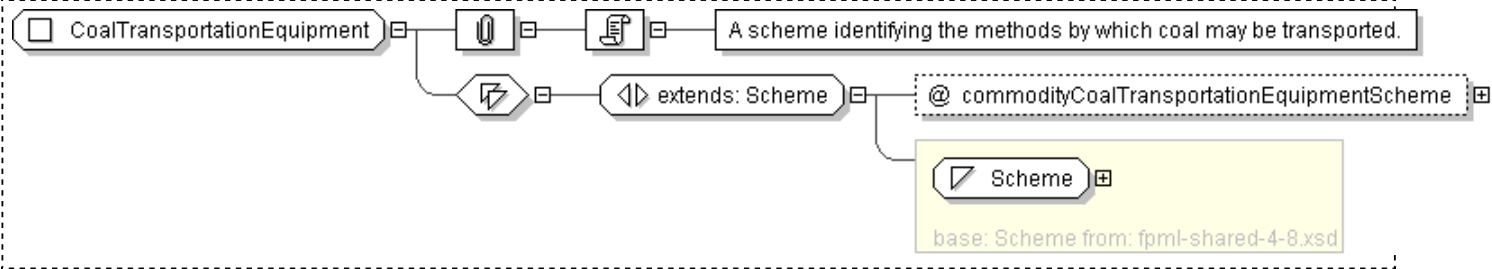 CoalTransportationEquipment
A scheme identifying the methods by which coal may be transported.
extends: Scheme
@ commodityCoalTransportationEquipmentScheme
Scheme
base: Scheme from: fpml-shared-4-8.xsd